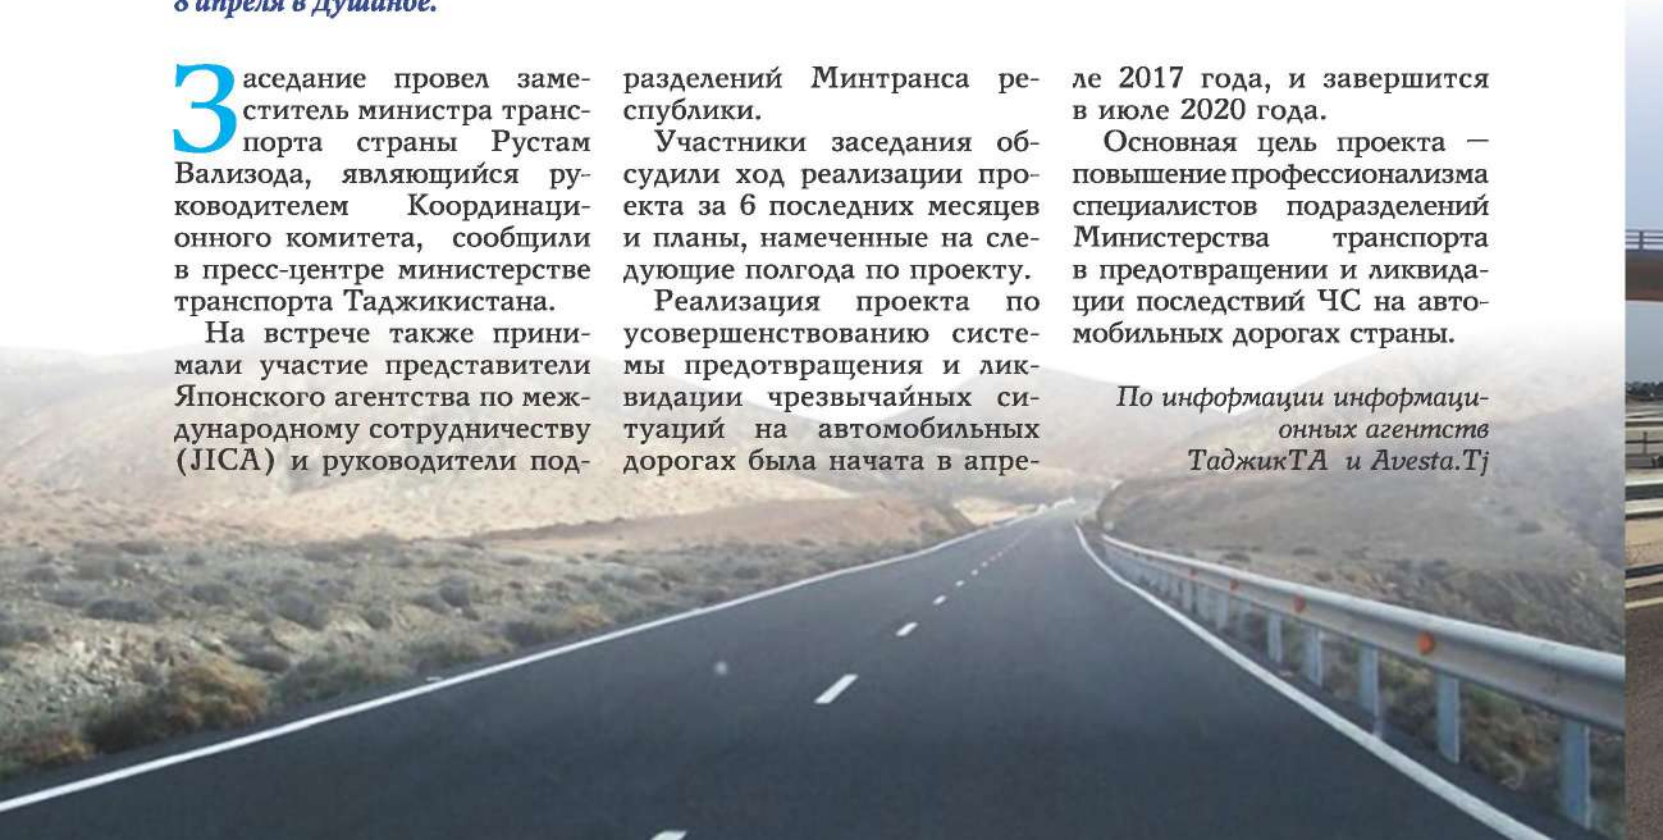 8 апреля в Душанбе.
Заседание провел заме-
ститель министра транс-
порта страны Рустам
Вализода, являющийся ру-
ководителем Координаци-
онного комитета, сообщили
в пресс-центре министерстве
транспорта Таджикистана.
На встрече также прини-
мали участие представители
Японского агентства по меж-
дународному сотрудничеству
(JICA) и руководители под-
разделений Минтранса ре-
спублики.
Участники заседания об-
судили ход реализации про-
екта за 6 последних месяцев
и планы, намеченные на сле-
дующие полгода по проекту.
Реализация проекта по
усовершенствованию систе-
мы предотвращения и лик-
видации чрезвычайных си-
туаций на автомобильных
дорогах была начата в апре-
ле 2017 года, и завершится
в июле 2020 года.
Основная цель проекта —
повышение профессионализма
специалистов подразделений
Министерства транспорта
в предотвращении и ликвида-
ции последствий ЧС на авто-
мобильных дорогах страны.
По информации информаци-
онных агентств
ТаджикТА и Avesta.Tj